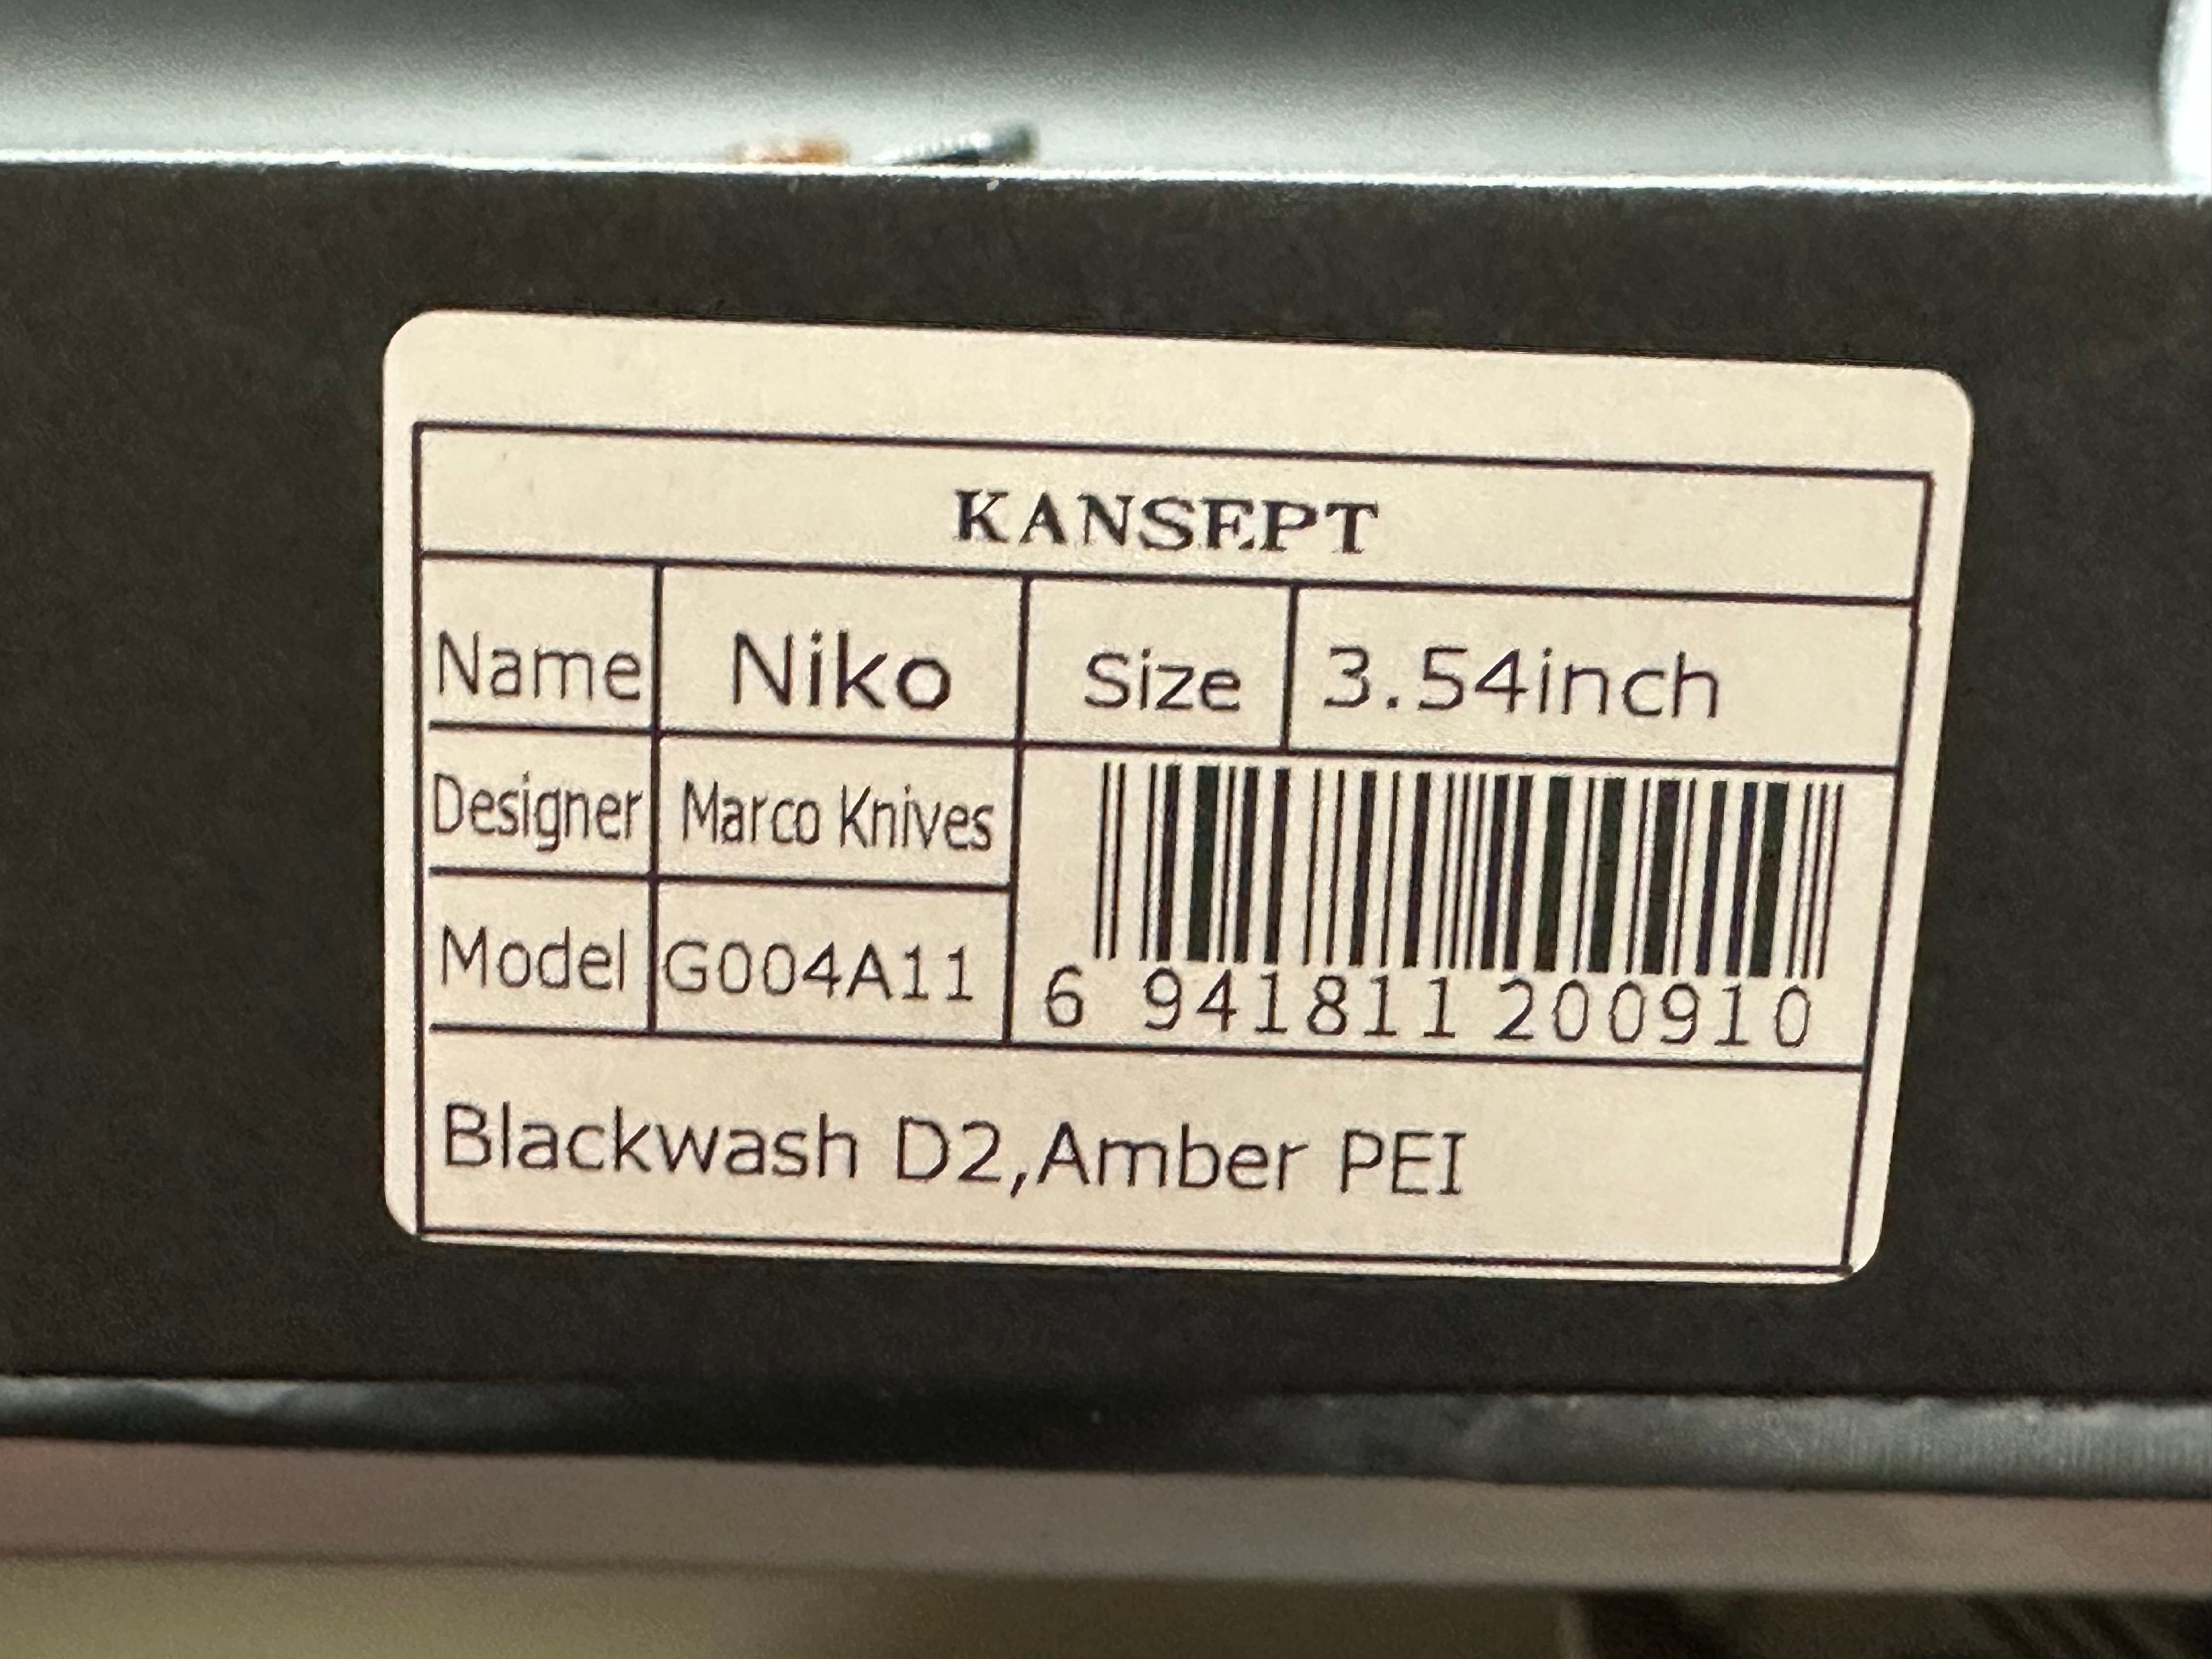 KANSEPT
Name Niko Size 3.54inch
Designer Marco Knives
Model G004A11
6 941811 200910
Blackwash D2,Amber PEI